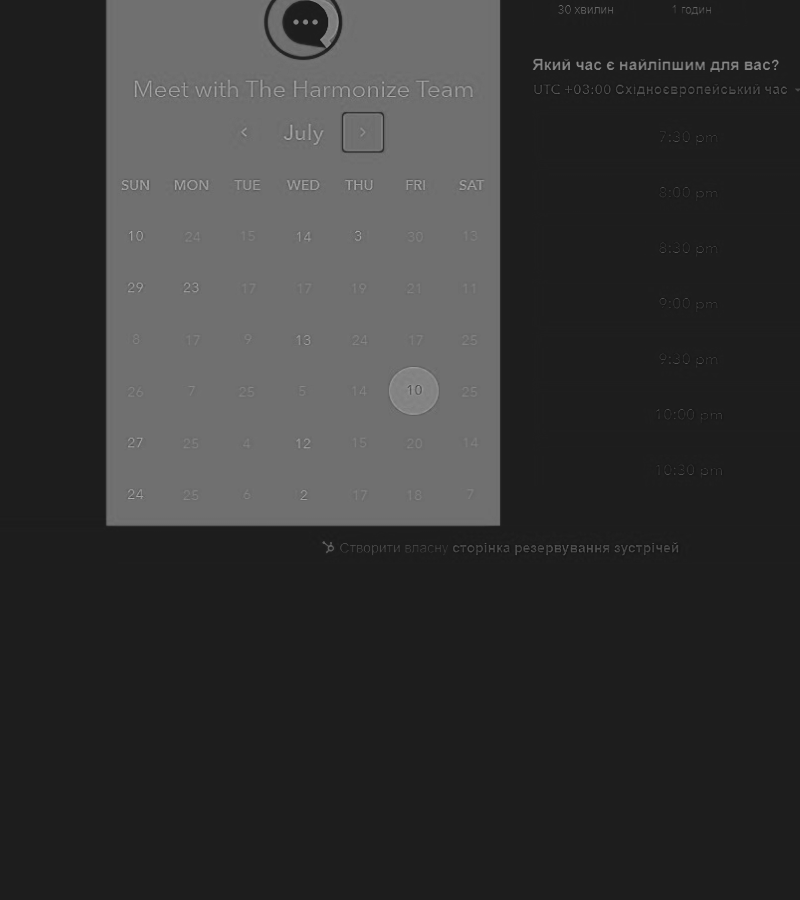 30 хвилин 1 годин
Meet with The Harmonize Team
July
SUN MON TUE WED THU FRI SAT
10 24 15 14 3 30 13
29 23 17 17 19 21 11
8 17 9 13 24 17 25
26 7 25 5 14 10 25
27 25 4 12 15 20 14
24 25 6 2 17 18 7
Який час є найліпшим для вас?
UTC +03:00 Східноєвропейський час
7:30 pm
8:00 pm
8:30 pm
9:00 pm
9:30 pm
10:00 pm
10:30 pm
Створити власну сторінка резервування зустрічей